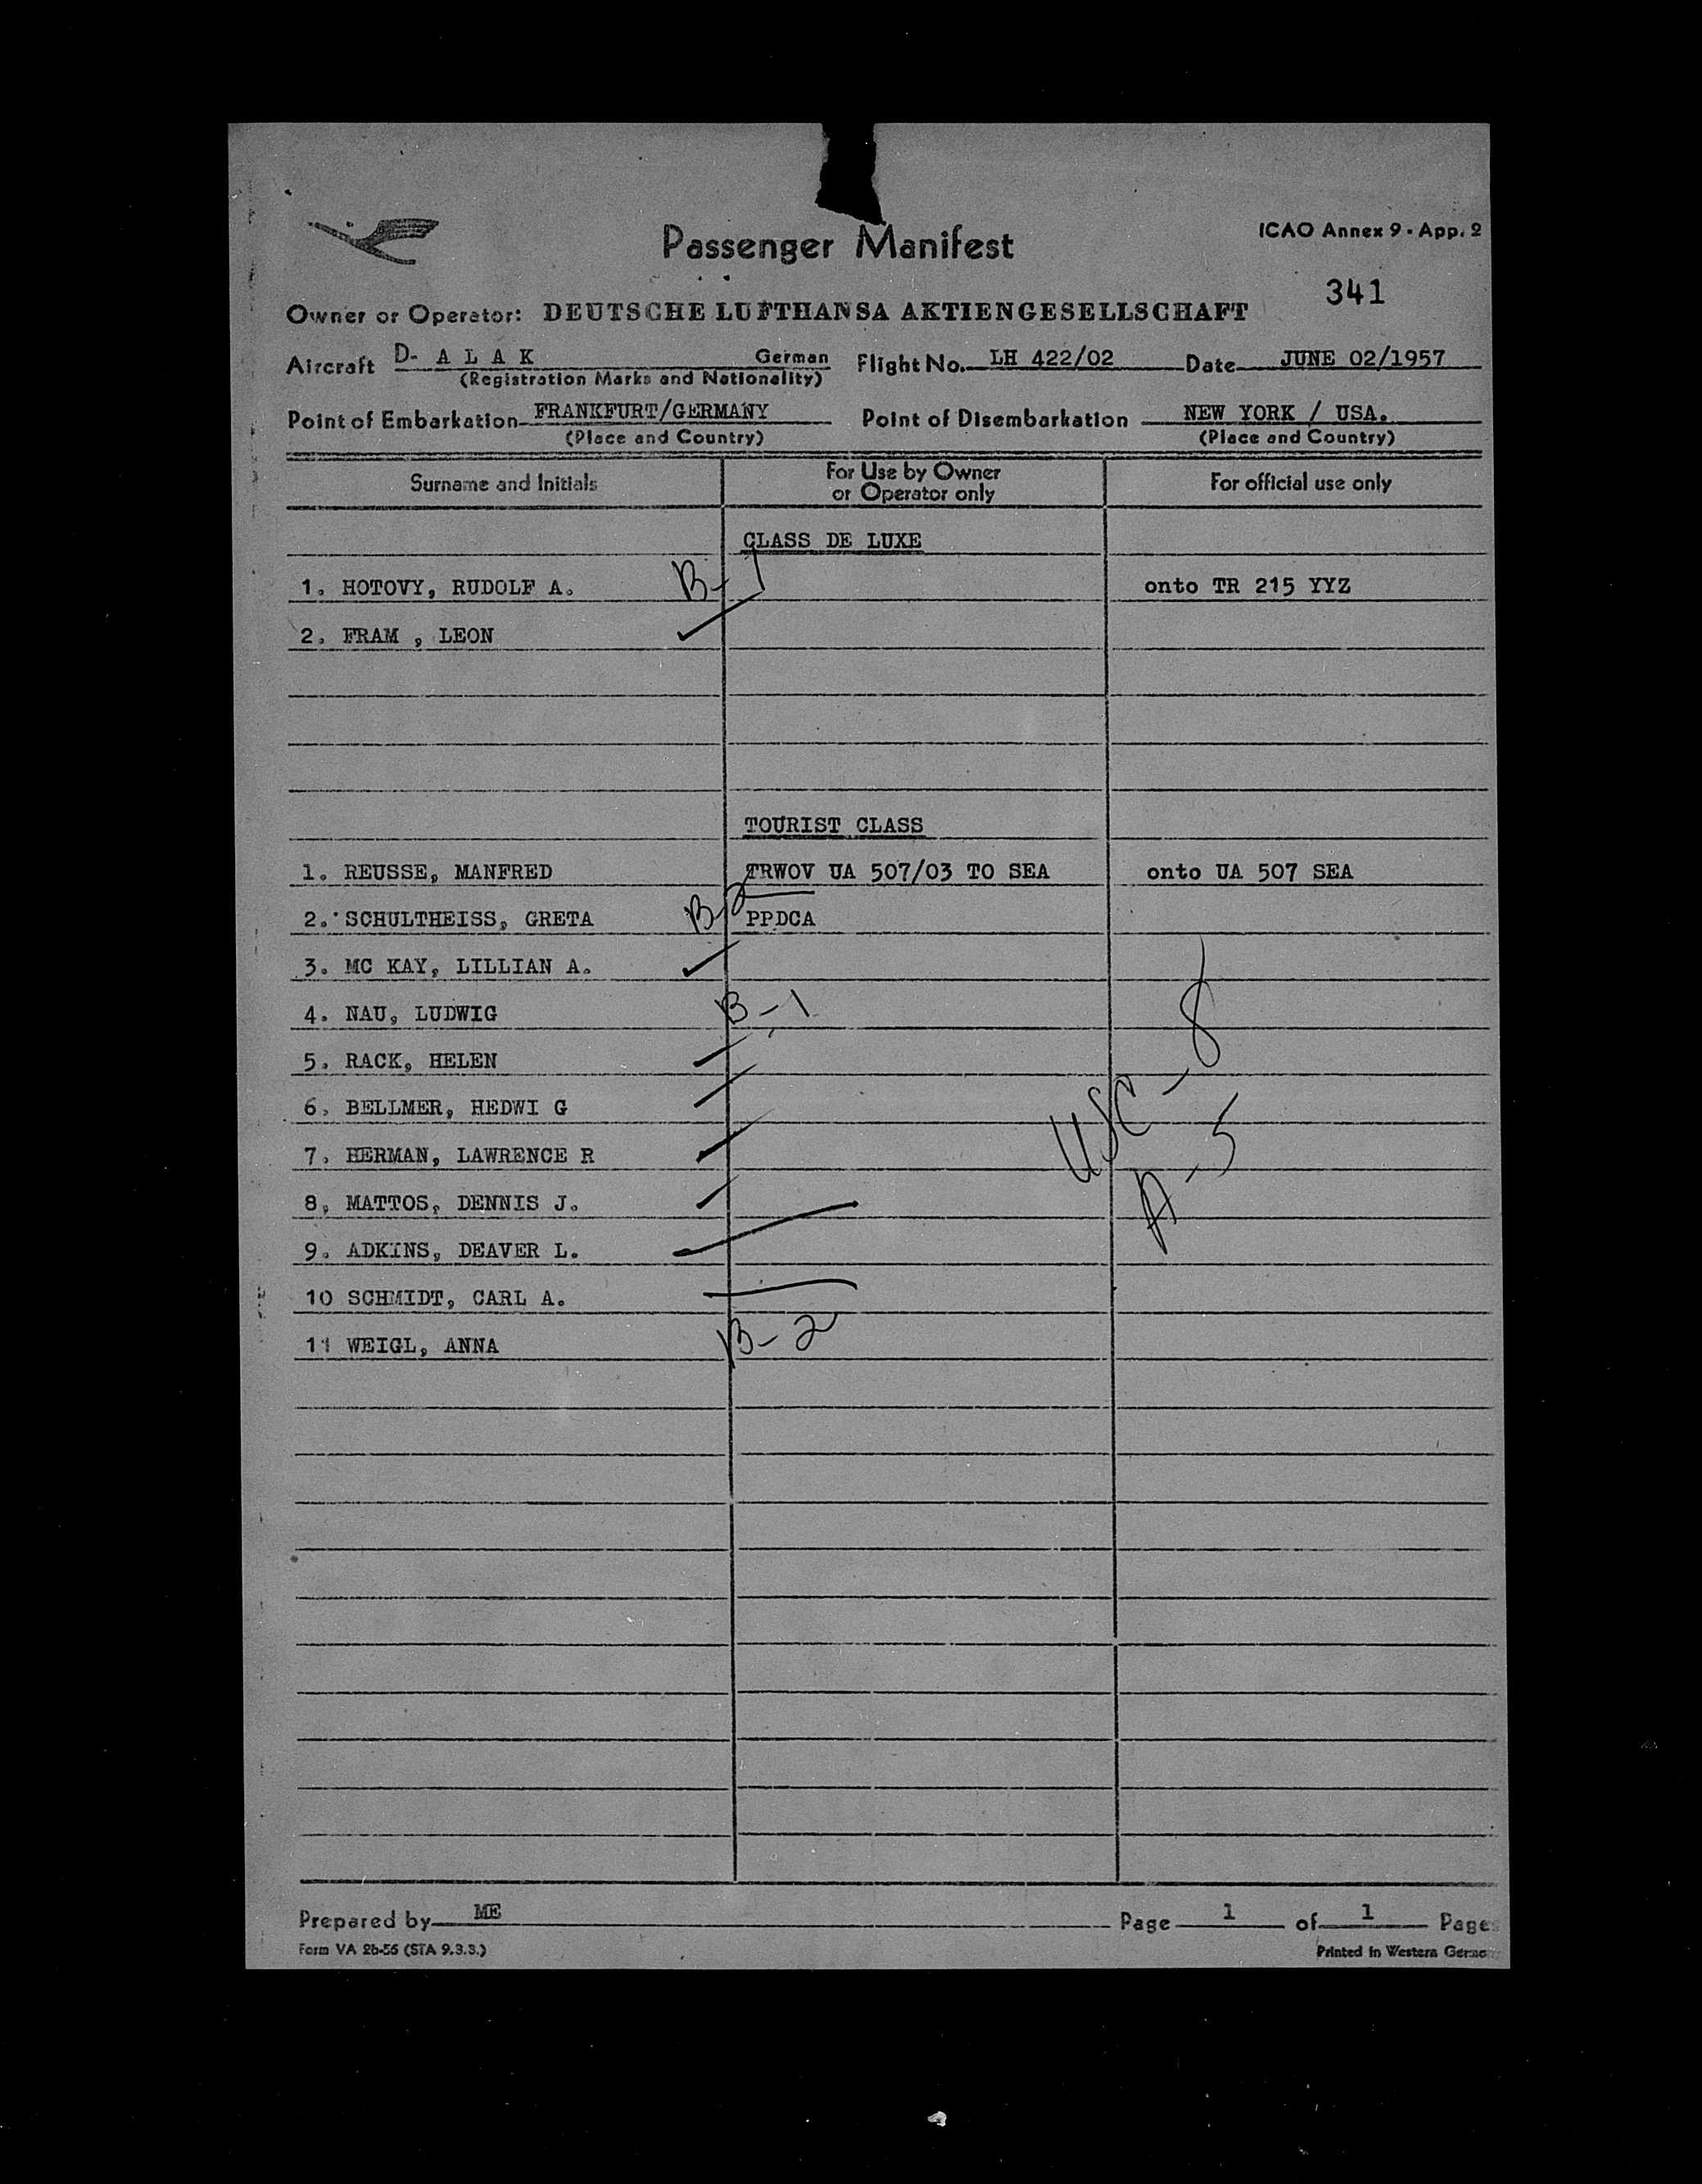 Passenger Manifest
ICAO Annex 9 · App. 2
341
Owner or Operator: DEUTSCHE LUFTHANSA AKTIENGESELLSCHAFT
Aircraft D- A L A K German Flight No. LH 422/02 Date JUNE 02/1957
(Registration Marks and Nationality)
Point of Embarkation FRANKFURT/GERMANY Point of Disembarkation NEW YORK / USA.
(Place and Country) (Place and Country)
Surname and Initials For Use by Owner or Operator only For official use only
CLASS DE LUXE
1. HOTOVY, RUDOLF A. B-1 onto TR 215 YYZ
2. FRAM , LEON
TOURIST CLASS
1. REUSSE, MANFRED TRWOV UA 507/03 TO SEA onto UA 507 SEA
2. SCHULTHEISS, GRETA B-2 PPDCA
3. MC KAY, LILLIAN A.
4. NAU, LUDWIG B-1
5. RACK, HELEN
6. BELLMER, HEDWI G
7. HERMAN, LAWRENCE R
USC-8
8. MATTOS, DENNIS J.
A-5
9. ADKINS, DEAVER L.
10 SCHMIDT, CARL A.
11 WEIGL, ANNA B-2
Prepared by ME Page 1 of 1 Page
Form VA 2b-56 (STA 9.3.3.) Printed in Western